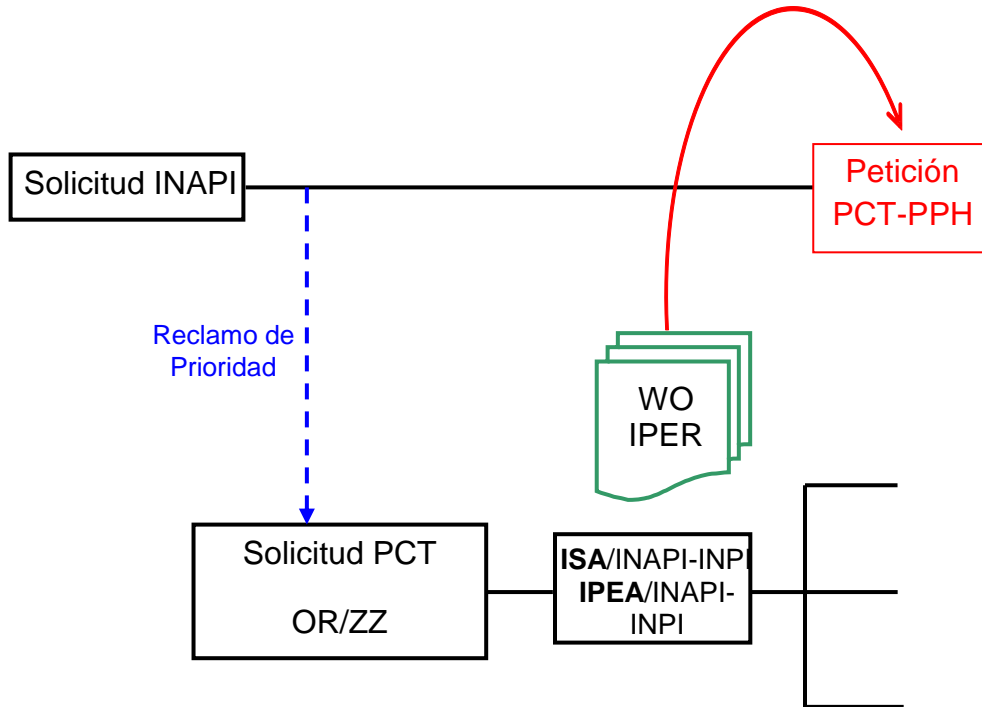 Solicitud INAPI
Petición
PCT-PPH
Reclamo de
Prioridad
WO
IPER
Solicitud PCT
OR/ZZ
ISA/INAPI-INPI
IPEA/INAPI-
INPI